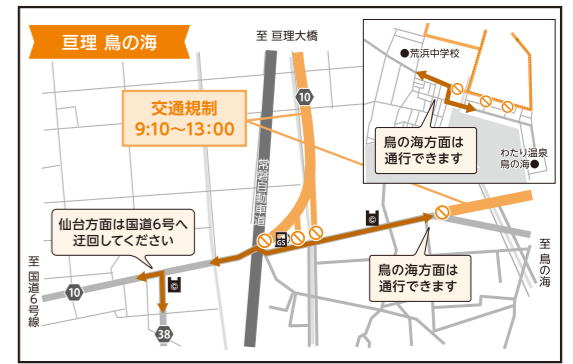 亘理 鳥の海
至 亘理大橋
●荒浜中学校
鳥の海方面は
通行できます
わたり温泉
鳥の海●
10
交通規制
9:10〜13:00
常磐自動車道
仙台方面は国道6号へ
迂回してください
GS
C
鳥の海方面は
通行できます
至 鳥の海
至 国道6号線
10
C
38